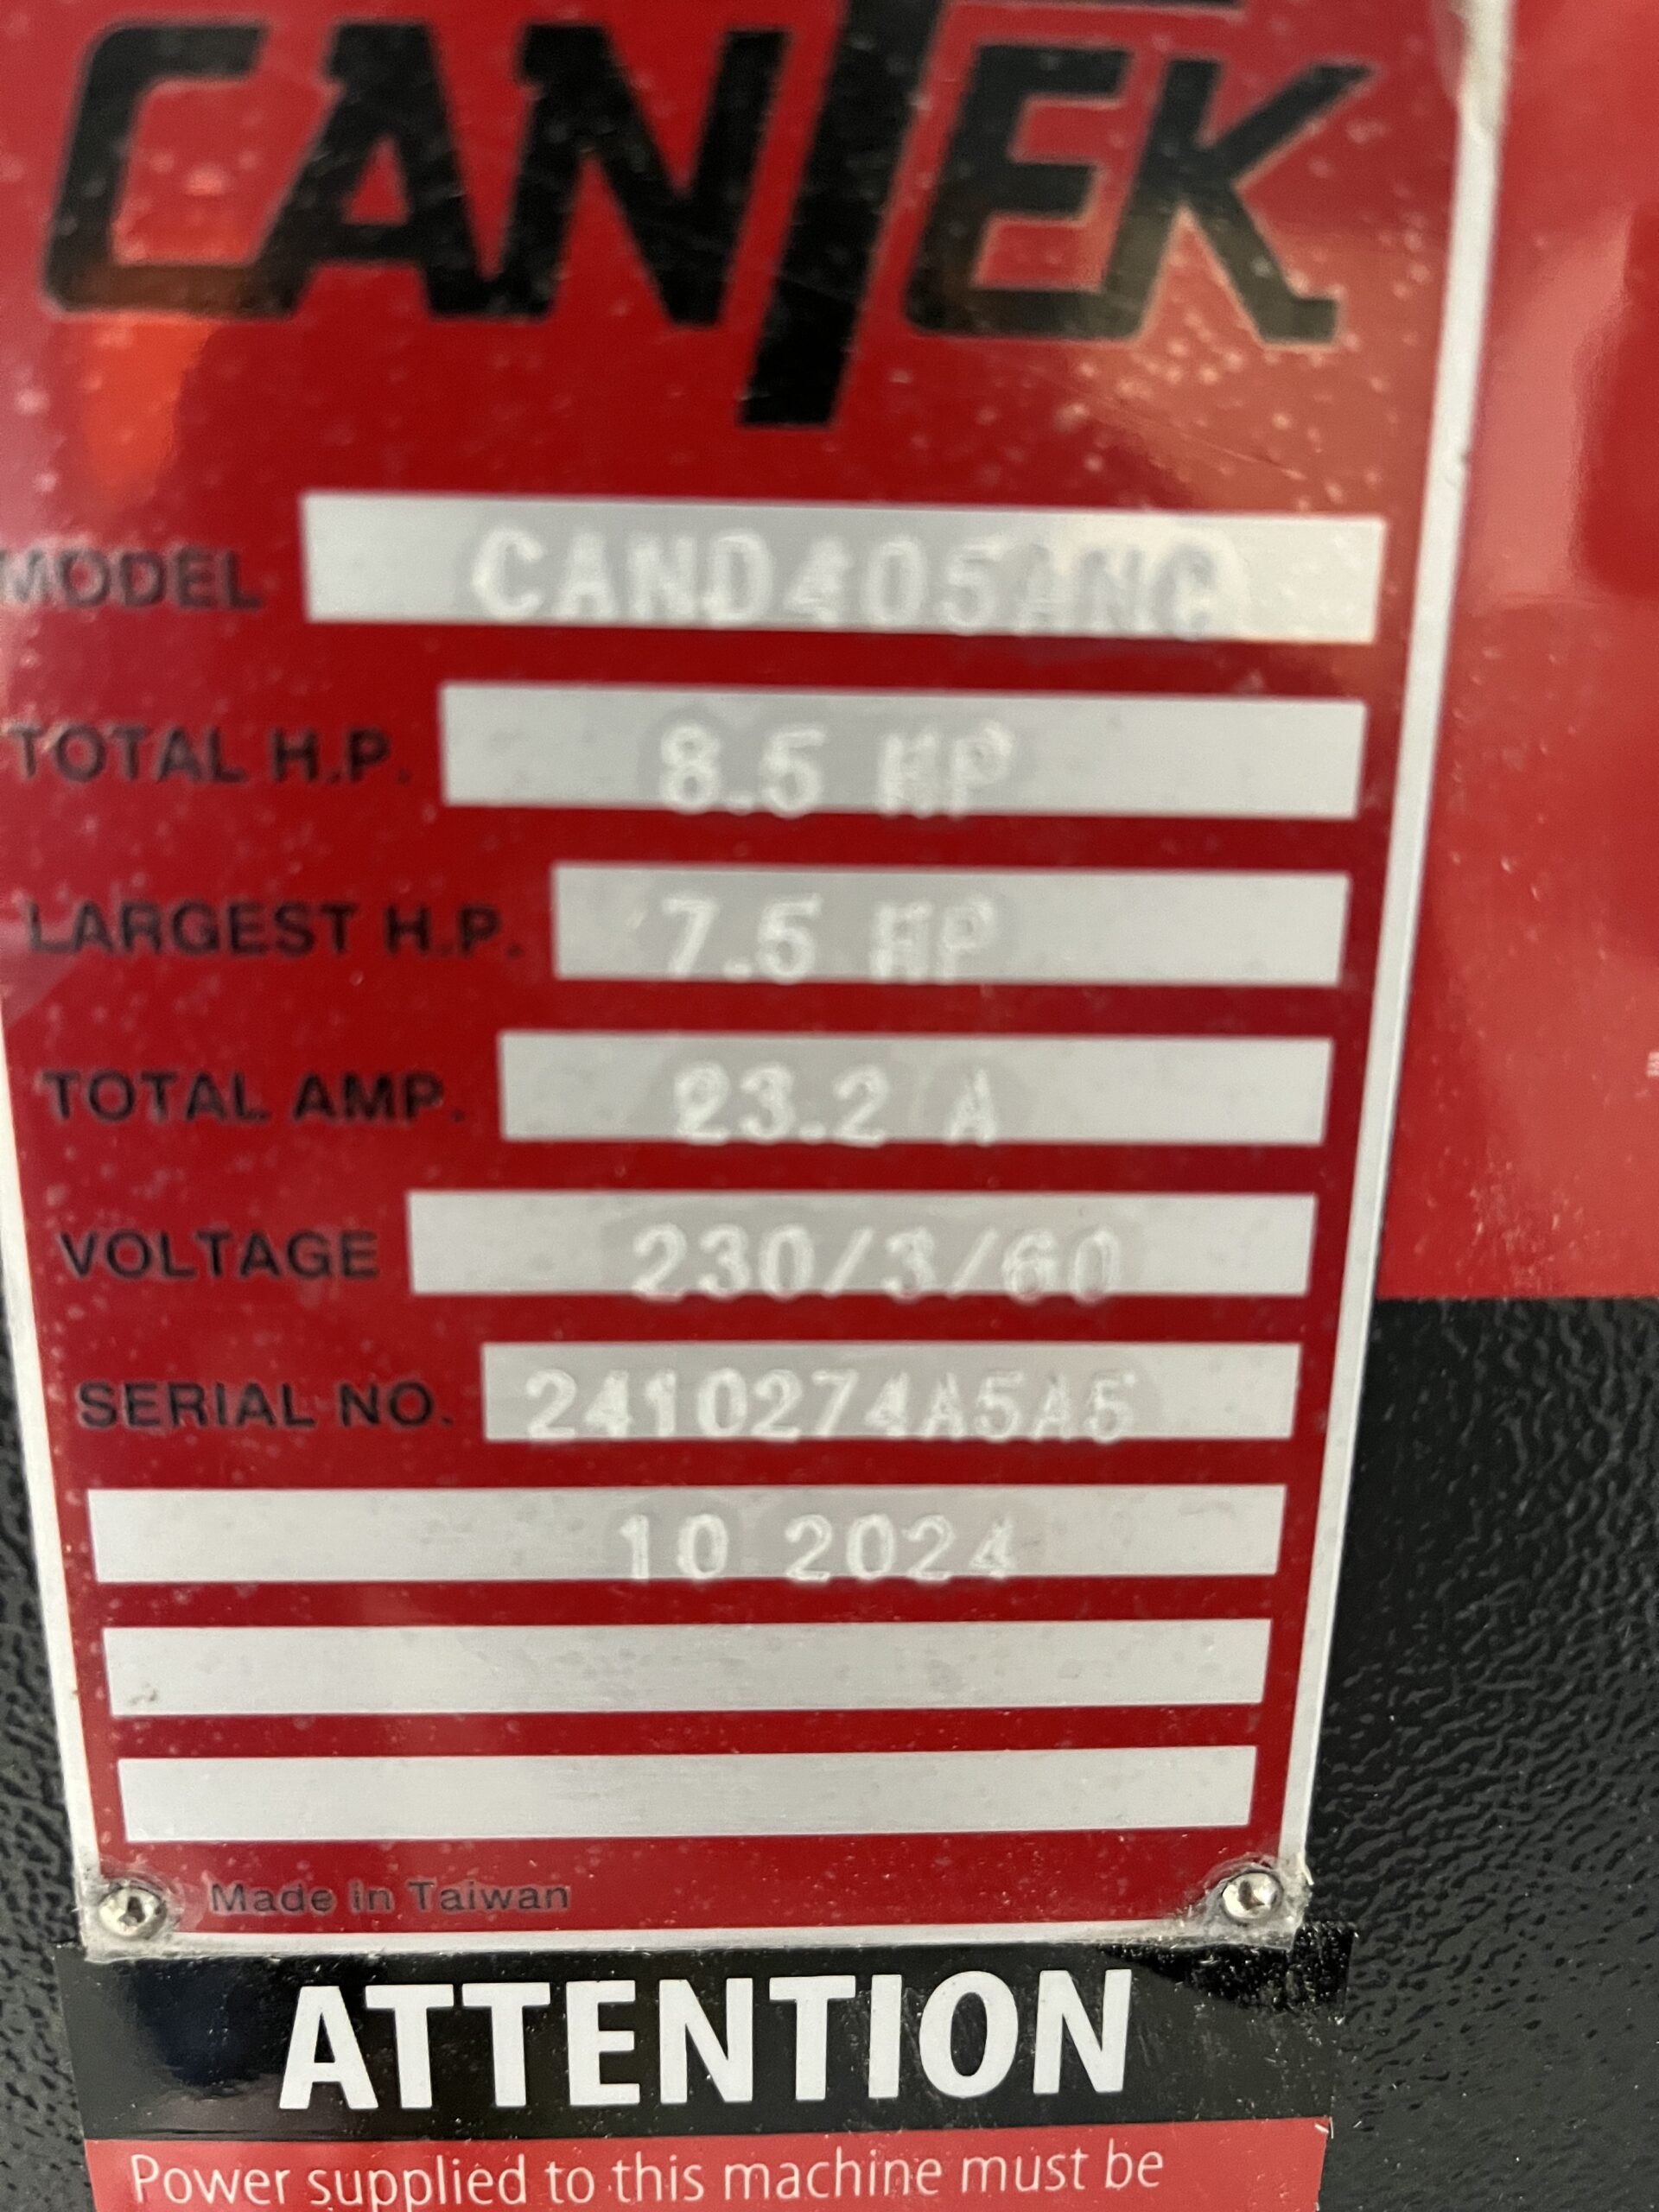 CANTEK
MODEL CAND405ANC
TOTAL H.P. 8.5 HP
LARGEST H.P. 7.5 HP
TOTAL AMP. 23.2 A
VOLTAGE 230/3/60
SERIAL NO. 2410274A5A5
10 2024
Made in Taiwan
ATTENTION
Power supplied to this machine must be